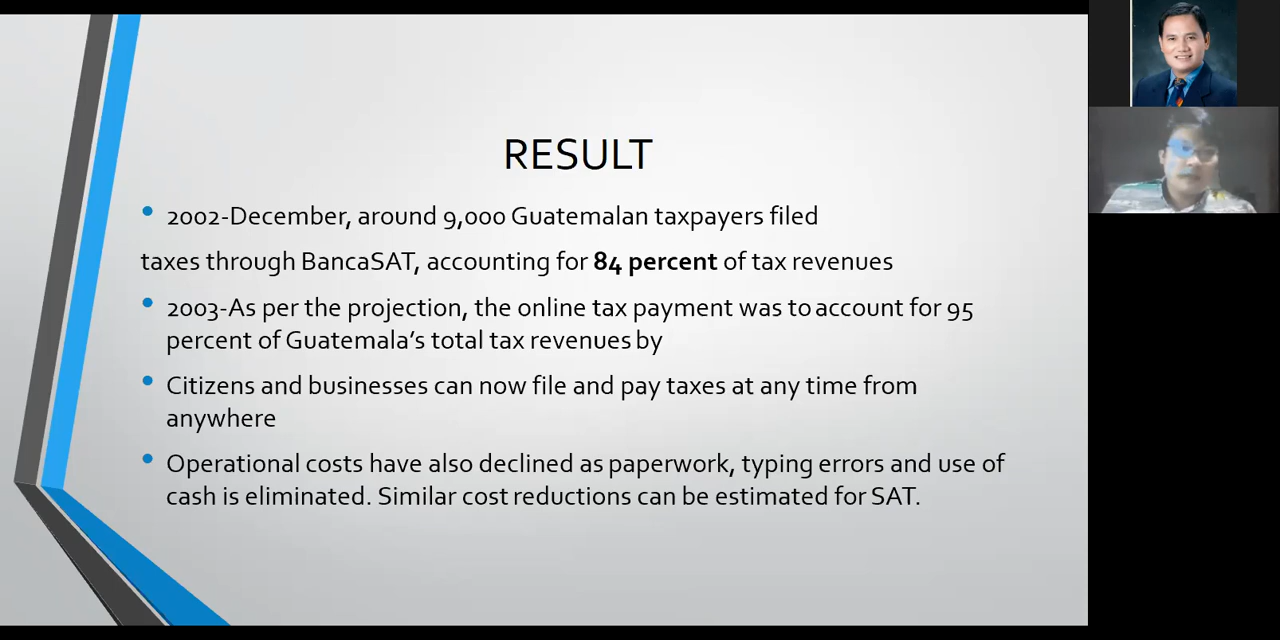 RESULT
• 2002-December, around 9,000 Guatemalan taxpayers filed
taxes through BancaSAT, accounting for 84 percent of tax revenues
• 2003-As per the projection, the online tax payment was to account for 95
percent of Guatemala's total tax revenues by
• Citizens and businesses can now file and pay taxes at any time from
anywhere
• Operational costs have also declined as paperwork, typing errors and use of
cash is eliminated. Similar cost reductions can be estimated for SAT.